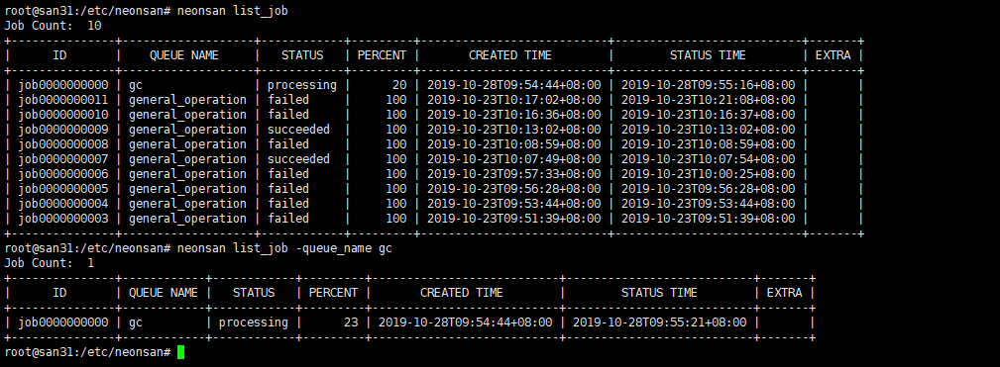 root@san31:/etc/neonsan# neonsan list_job
Job Count:  10
+---------------+-------------------+------------+---------+---------------------------+---------------------------+-------+
|      ID       |    QUEUE NAME     |   STATUS   | PERCENT |       CREATED TIME        |        STATUS TIME        | EXTRA |
+---------------+-------------------+------------+---------+---------------------------+---------------------------+-------+
| job0000000000 | gc                | processing |      20 | 2019-10-28T09:54:44+08:00 | 2019-10-28T09:55:16+08:00 |       |
| job0000000011 | general_operation | failed     |     100 | 2019-10-23T10:17:02+08:00 | 2019-10-23T10:21:08+08:00 |       |
| job0000000010 | general_operation | failed     |     100 | 2019-10-23T10:16:36+08:00 | 2019-10-23T10:16:37+08:00 |       |
| job0000000009 | general_operation | succeeded  |     100 | 2019-10-23T10:13:02+08:00 | 2019-10-23T10:13:02+08:00 |       |
| job0000000008 | general_operation | failed     |     100 | 2019-10-23T10:08:59+08:00 | 2019-10-23T10:08:59+08:00 |       |
| job0000000007 | general_operation | succeeded  |     100 | 2019-10-23T10:07:49+08:00 | 2019-10-23T10:07:54+08:00 |       |
| job0000000006 | general_operation | failed     |     100 | 2019-10-23T09:57:33+08:00 | 2019-10-23T10:00:25+08:00 |       |
| job0000000005 | general_operation | failed     |     100 | 2019-10-23T09:56:28+08:00 | 2019-10-23T09:56:28+08:00 |       |
| job0000000004 | general_operation | failed     |     100 | 2019-10-23T09:53:44+08:00 | 2019-10-23T09:53:44+08:00 |       |
| job0000000003 | general_operation | failed     |     100 | 2019-10-23T09:51:39+08:00 | 2019-10-23T09:51:39+08:00 |       |
+---------------+-------------------+------------+---------+---------------------------+---------------------------+-------+
root@san31:/etc/neonsan# neonsan list_job -queue_name gc
Job Count:  1
+---------------+------------+------------+---------+---------------------------+---------------------------+-------+
|      ID       | QUEUE NAME |   STATUS   | PERCENT |       CREATED TIME        |        STATUS TIME        | EXTRA |
+---------------+------------+------------+---------+---------------------------+---------------------------+-------+
| job0000000000 | gc         | processing |      23 | 2019-10-28T09:54:44+08:00 | 2019-10-28T09:55:21+08:00 |       |
+---------------+------------+------------+---------+---------------------------+---------------------------+-------+
root@san31:/etc/neonsan#